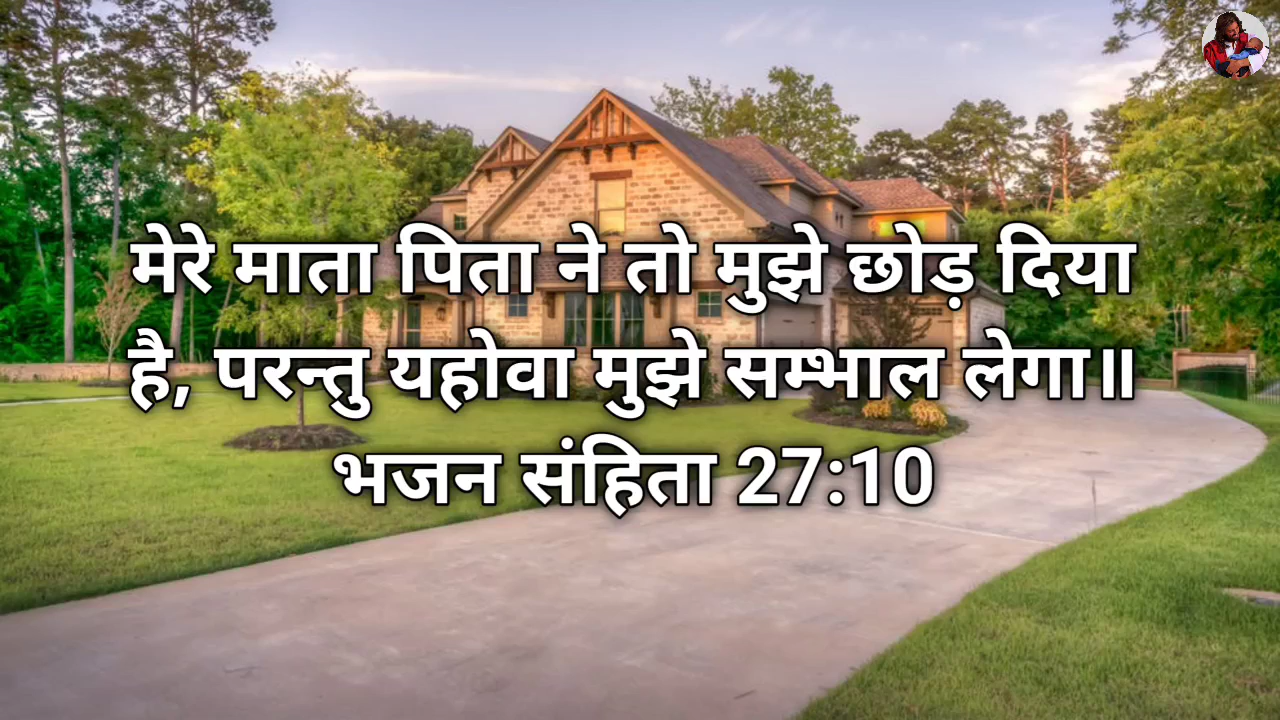 मेरे माता पिता ने तो मुझे छोड़ दिया
है, परन्तु यहोवा मुझे सम्भाल लेगा॥
भजन संहिता 27:10